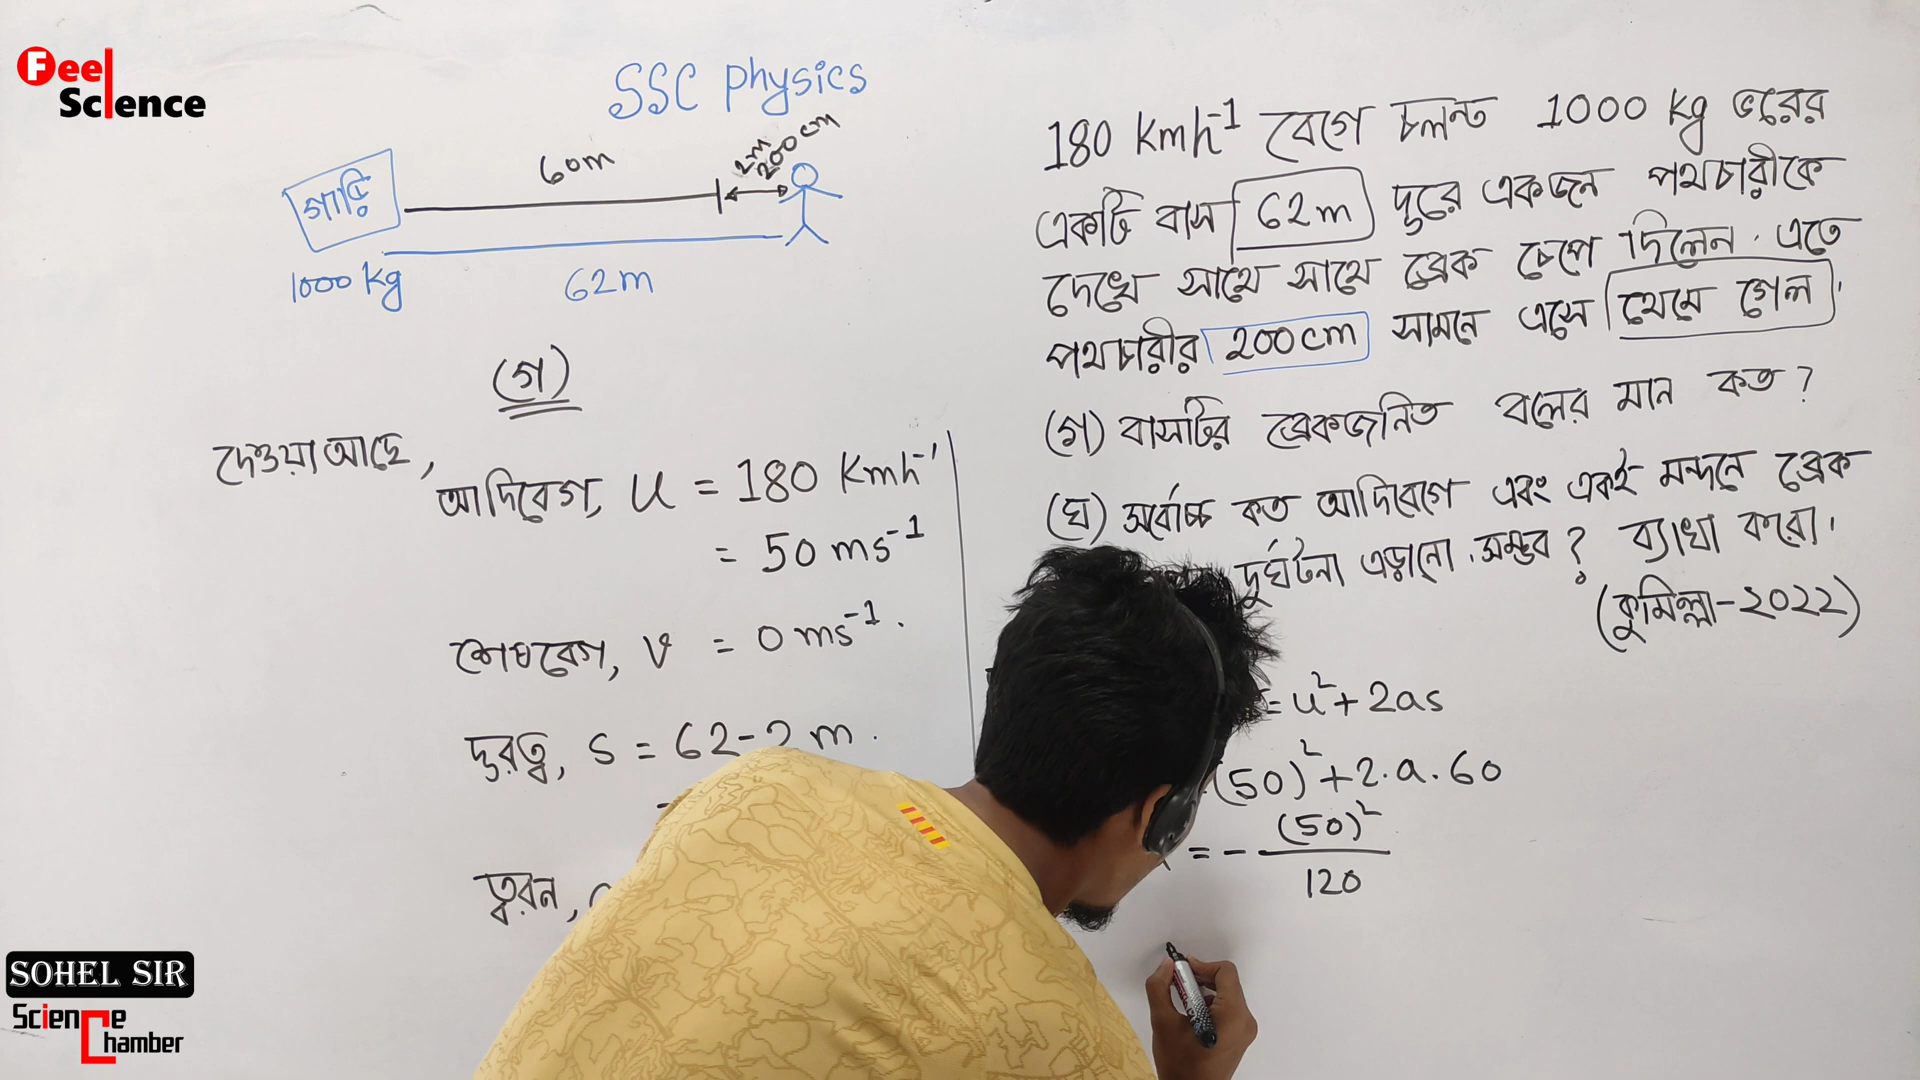 Feel
Science
SSC Physics
60m
2m
200cm
গাড়ি
1000 kg
62m
(গ)
দেওয়া আছে,
আদিবেগ, u = 180 Kmh⁻¹
= 50 ms⁻¹
শেষবেগ, v = 0 ms⁻¹.
দূরত্ব, s = 62-2 m.
ত্বরন,
180 Kmh⁻¹ বেগে চলন্ত 1000 kg ভরের
একটি বাস 62m দূরে একজন পথচারীকে
দেখে সাথে সাথে ব্রেক চেপে দিলেন. এতে
পথচারীর 200cm সামনে এসে থেমে গেল.
(গ) বাসটির ব্রেকজনিত বলের মান কত?
(ঘ) সর্বোচ্চ কত আদিবেগে এবং একই মন্দনে ব্রেক
দুর্ঘটনা এড়ানো সম্ভব? ব্যাখা করো।
(কুমিল্লা-২০২২)
= u² + 2as
(50)² + 2.a.60
= - (50)²
120
SOHEL SIR
Science
Chamber